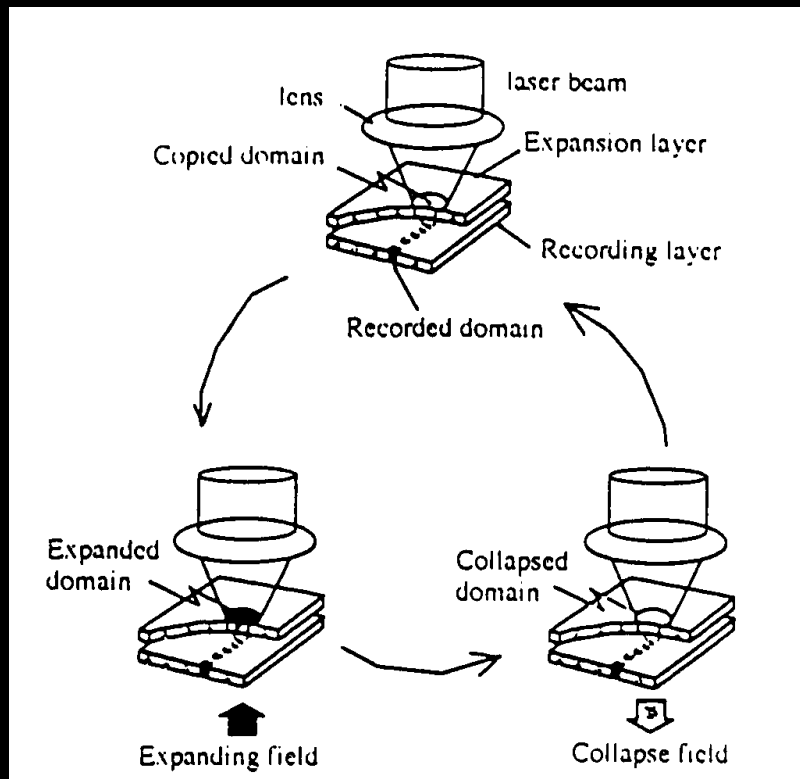 lens
laser beam
Copied domain
Expansion layer
Recording layer
Recorded domain
Expanded
domain
Collapsed
domain
Expanding field
Collapse field